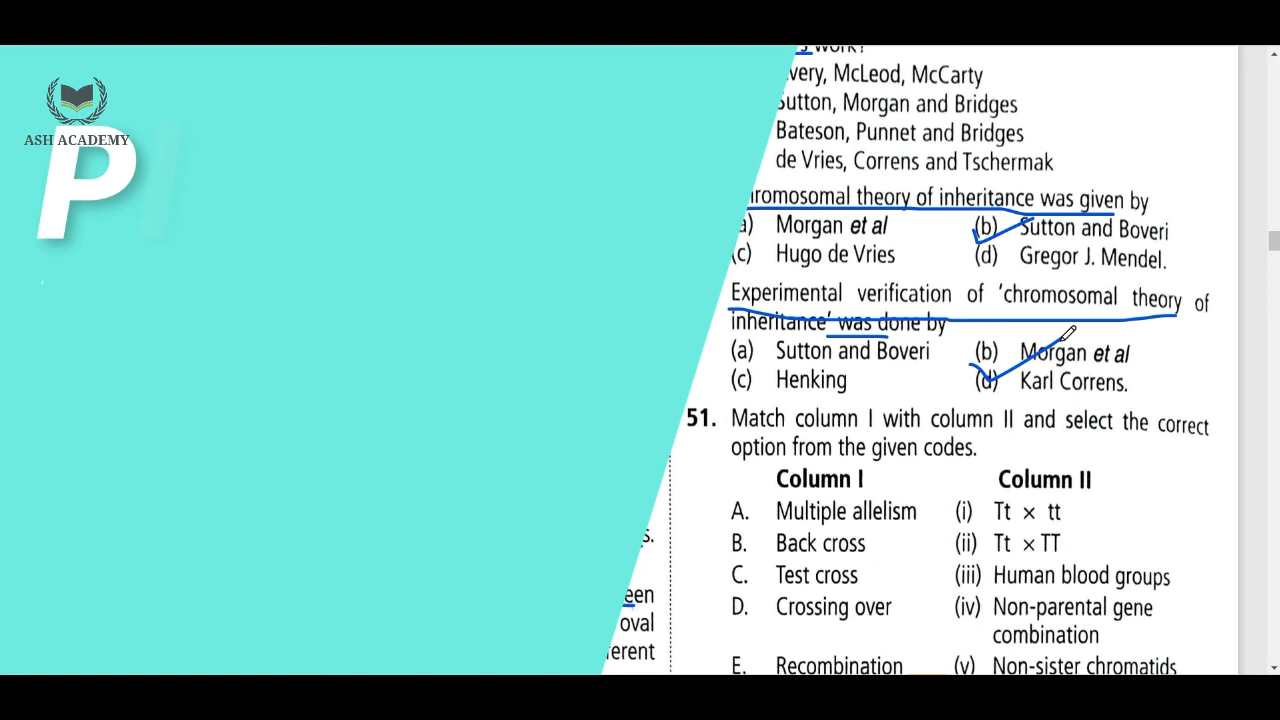 ASH ACADEMY
P
work?
very, McLeod, McCarty
Sutton, Morgan and Bridges
Bateson, Punnet and Bridges
de Vries, Correns and Tschermak
hromosomal theory of inheritance was given by
a) Morgan et al (b) Sutton and Boveri
(c) Hugo de Vries (d) Gregor J. Mendel.
Experimental verification of ‘chromosomal theory of
inheritance’ was done by
(a) Sutton and Boveri (b) Morgan et al
(c) Henking (d) Karl Correns.
51. Match column I with column II and select the correct
option from the given codes.
Column I Column II
A. Multiple allelism (i) Tt × tt
B. Back cross (ii) Tt × TT
C. Test cross (iii) Human blood groups
D. Crossing over (iv) Non-parental gene
combination
E. Recombination (v) Non-sister chromatids
s.
een
oval
ferent